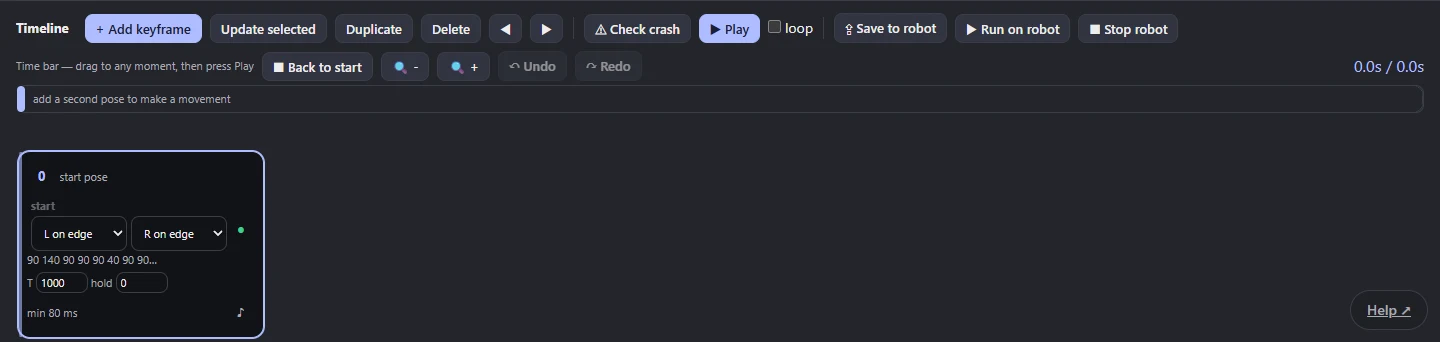 Timeline + Add keyframe Update selected Duplicate Delete ◀ ▶ ⚠ Check crash ▶ Play loop ⇪ Save to robot ▶ Run on robot ■ Stop robot
Time bar — drag to any moment, then press Play ■ Back to start 🔍 - 🔍 + ↶ Undo ↷ Redo 0.0s / 0.0s
add a second pose to make a movement
0 start pose
start
L on edge R on edge
90 140 90 90 90 40 90 90...
T 1000 hold 0
min 80 ms ♪
Help ↗